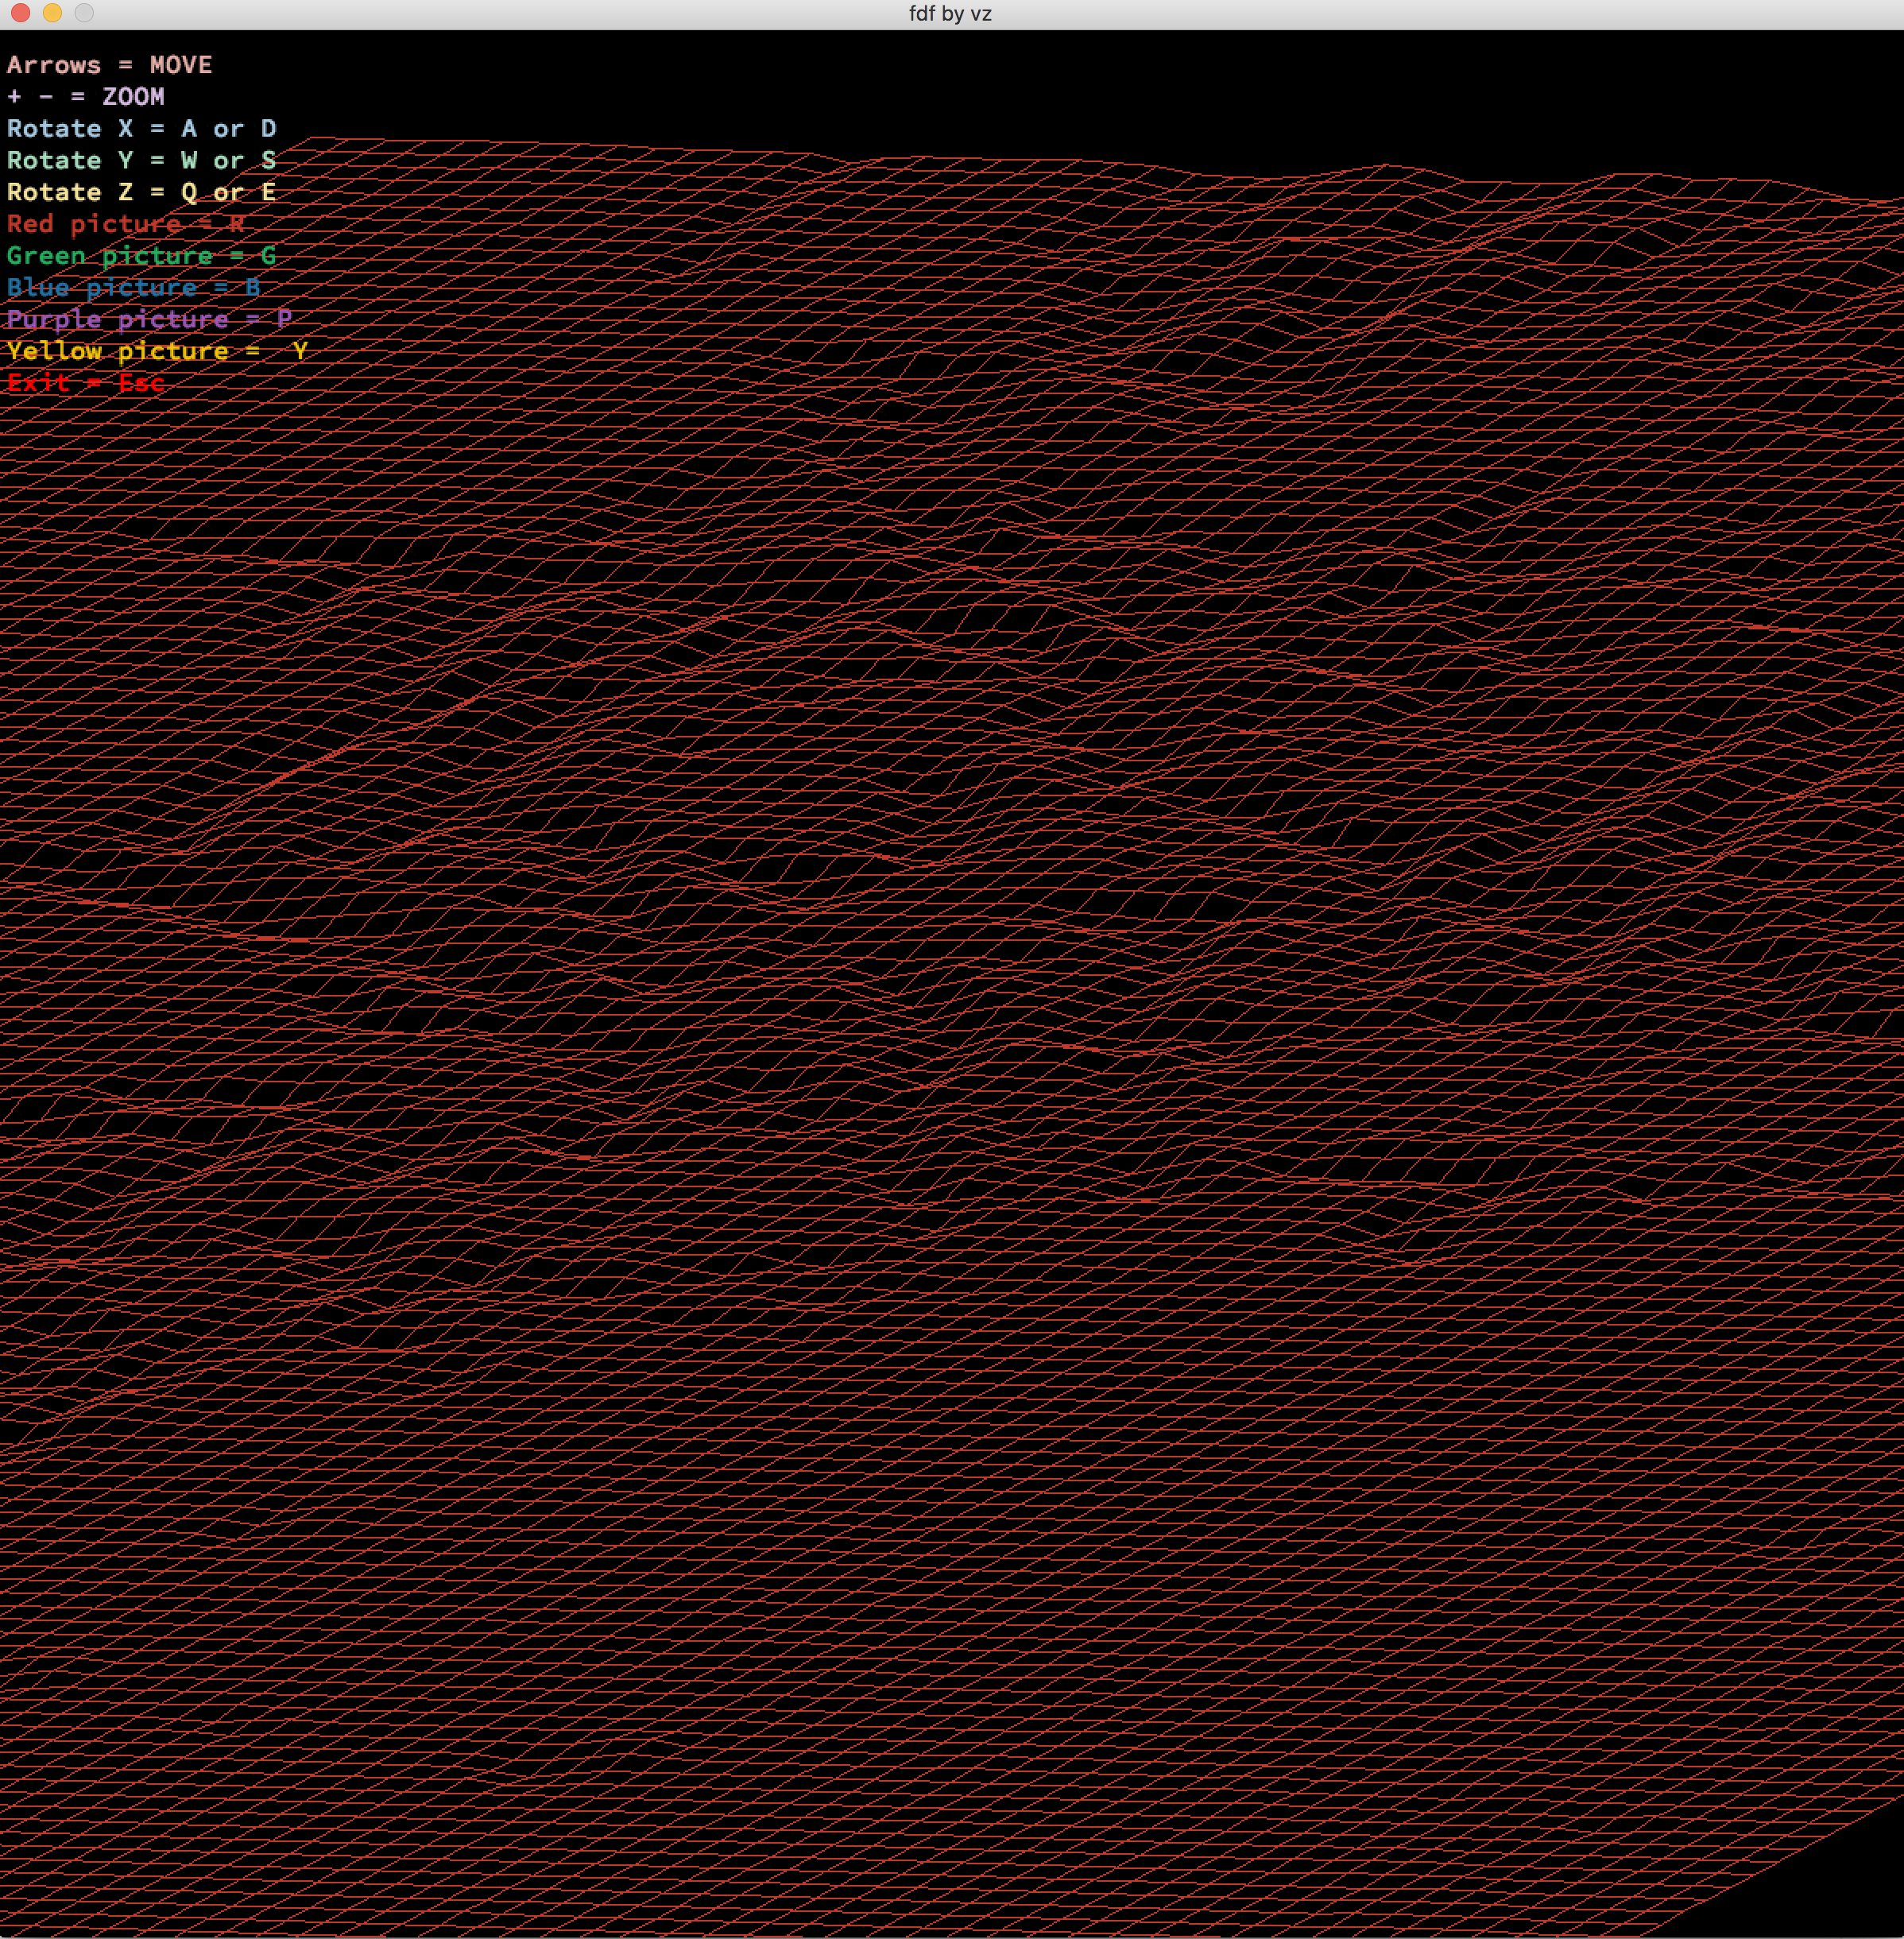 fdf by vz
Arrows = MOVE
+ - = ZOOM
Rotate X = A or D
Rotate Y = W or S
Rotate Z = Q or E
Red picture = R
Green picture = G
Blue picture = B
Purple picture = P
Yellow picture =  Y
Exit = Esc